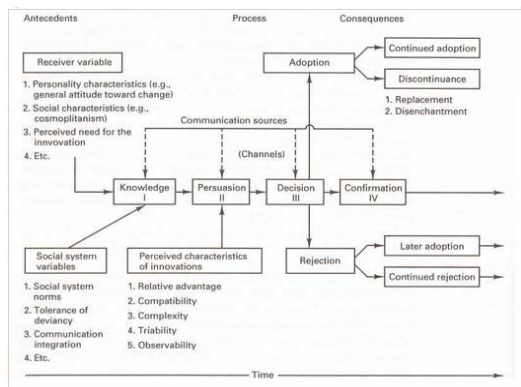 Antecedents
Process
Consequences
Receiver variable
1. Personality characteristics (e.g.,
general attitude toward change)
2. Social characteristics (e.g.,
cosmoplitanism)
3. Perceived need for the
innvovation
4. Etc.
Communication sources
(Channels)
Adoption
Continued adoption
Discontinuance
1. Replacement
2. Disenchantment
Knowledge
I
Persuasion
II
Decision
III
Confirmation
IV
Social system
variables
1. Social system
norms
2. Tolerance of
deviancy
3. Communication
integration
4. Etc.
Perceived characteristics
of innovations
1. Relative advantage
2. Compatibility
3. Complexity
4. Triability
5. Observability
Rejection
Later adoption
Continued rejection
Time